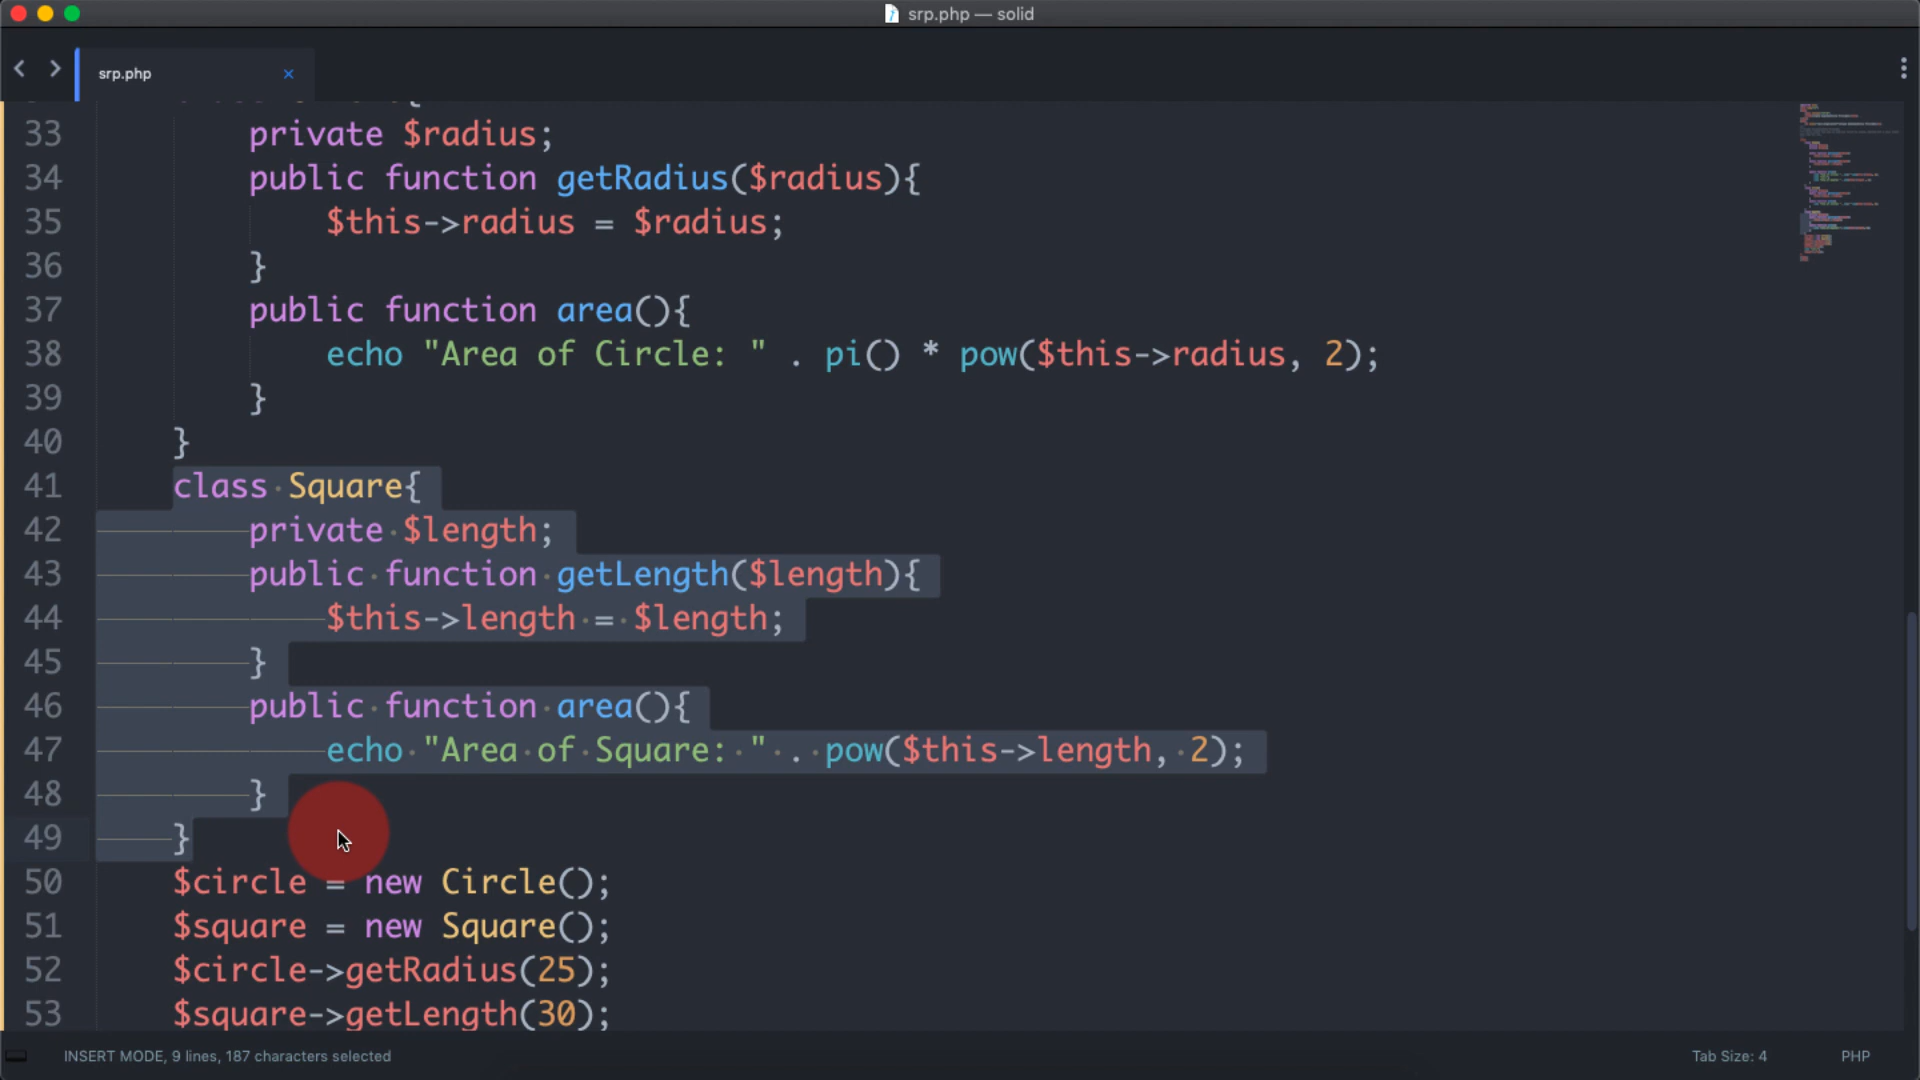 srp.php — solid
srp.php
33 private $radius;
34 public function getRadius($radius){
35 $this->radius = $radius;
36 }
37 public function area(){
38 echo "Area of Circle: " . pi() * pow($this->radius, 2);
39 }
40 }
41 class Square{
42 private $length;
43 public function getLength($length){
44 $this->length = $length;
45 }
46 public function area(){
47 echo "Area of Square: " . pow($this->length, 2);
48 }
49 }
50 $circle = new Circle();
51 $square = new Square();
52 $circle->getRadius(25);
53 $square->getLength(30);
INSERT MODE, 9 lines, 187 characters selected
Tab Size: 4
PHP